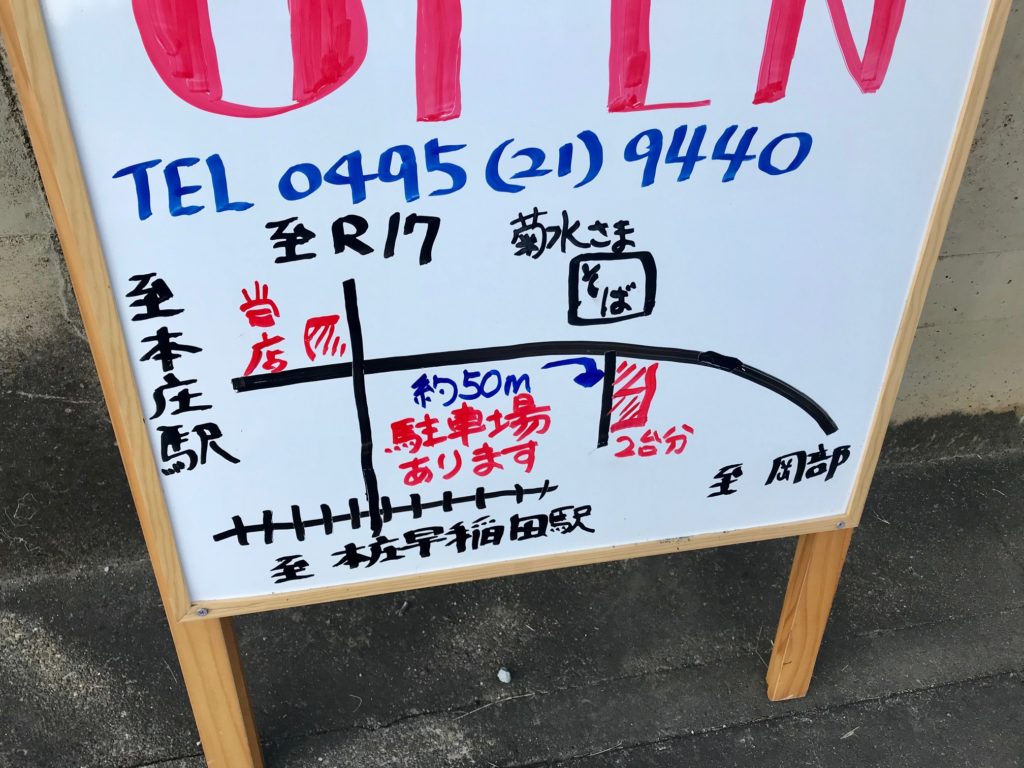 OPEN
TEL 0495(21)9440
至R17
菊水さま
そば
至本庄駅
当店
約50m
駐車場
あります
2台分
至 岡部
至 本庄早稲田駅